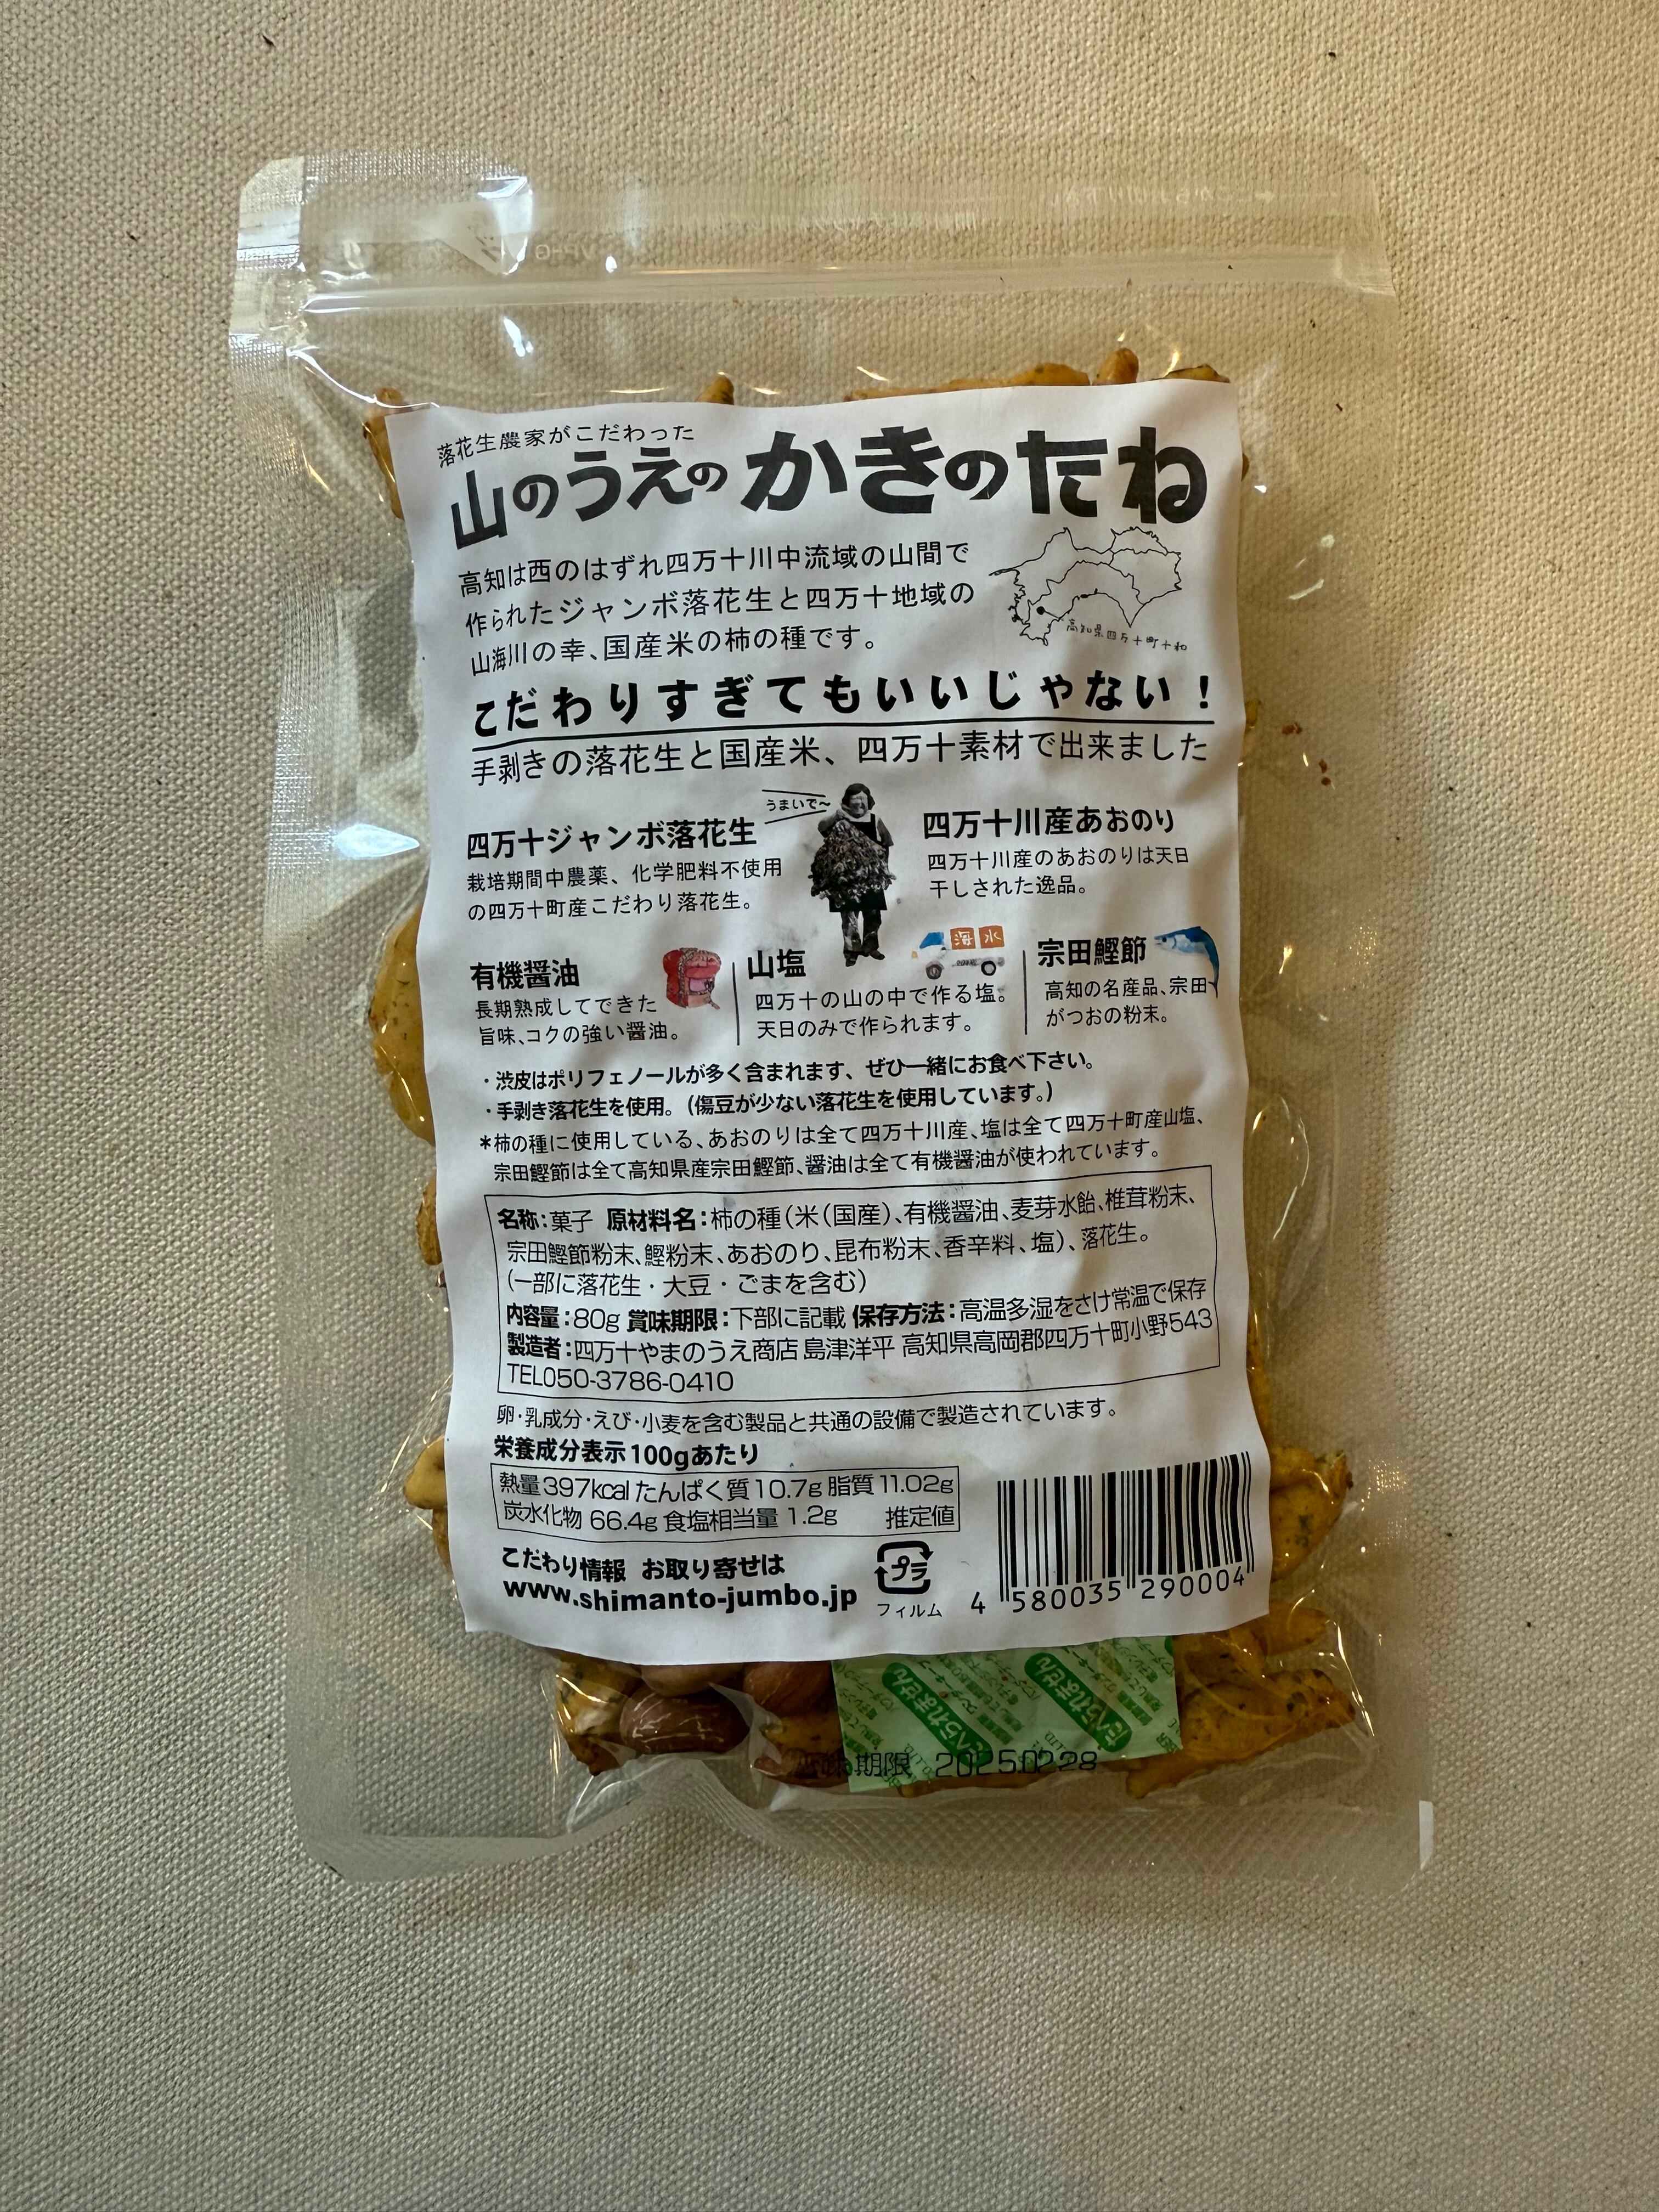 落花生農家がこだわった
山のうえのかきのたね
高知は西のはずれ四万十川中流域の山間で
作られたジャンボ落花生と四万十地域の
山海川の幸、国産米の柿の種です。
高知県四万十町十和
こだわりすぎてもいいじゃない！
手剥きの落花生と国産米、四万十素材で出来ました
うまいで〜
四万十ジャンボ落花生
栽培期間中農薬、化学肥料不使用
の四万十町産こだわり落花生。
四万十川産あおのり
四万十川産のあおのりは天日
干しされた逸品。
有機醤油
長期熟成してできた
旨味、コクの強い醤油。
山塩
海水
四万十の山の中で作る塩。
天日のみで作られます。
宗田鰹節
高知の名産品、宗田
がつおの粉末。
・渋皮はポリフェノールが多く含まれます、ぜひ一緒にお食べ下さい。
・手剥き落花生を使用。（傷豆が少ない落花生を使用しています。）
＊柿の種に使用している、あおのりは全て四万十川産、塩は全て四万十町産山塩、
宗田鰹節は全て高知県産宗田鰹節、醤油は全て有機醤油が使われています。
名称：菓子 原材料名：柿の種（米（国産）、有機醤油、麦芽水飴、椎茸粉末、
宗田鰹節粉末、鰹粉末、あおのり、昆布粉末、香辛料、塩）、落花生。
（一部に落花生・大豆・ごまを含む）
内容量：80g 賞味期限：下部に記載 保存方法：高温多湿をさけ常温で保存
製造者：四万十やまのうえ商店 島津洋平 高知県高岡郡四万十町小野543
TEL050-3786-0410
卵・乳成分・えび・小麦を含む製品と共通の設備で製造されています。
栄養成分表示100gあたり
熱量397kcal たんぱく質10.7g 脂質11.02g
炭水化物 66.4g 食塩相当量 1.2g 推定値
こだわり情報 お取り寄せは
www.shimanto-jumbo.jp
プラ
フィルム
4 580035 290004
たべられません
たべられません
期限 2025.02.28